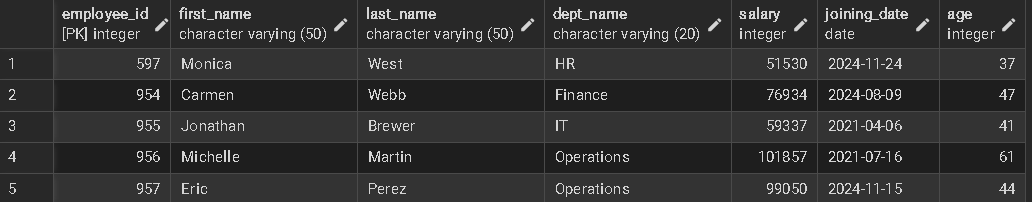 employee_id first_name last_name dept_name salary joining_date age
[PK] integer character varying (50) character varying (50) character varying (20) integer date integer
1 597 Monica West HR 51530 2024-11-24 37
2 954 Carmen Webb Finance 76934 2024-08-09 47
3 955 Jonathan Brewer IT 59337 2021-04-06 41
4 956 Michelle Martin Operations 101857 2021-07-16 61
5 957 Eric Perez Operations 99050 2024-11-15 44